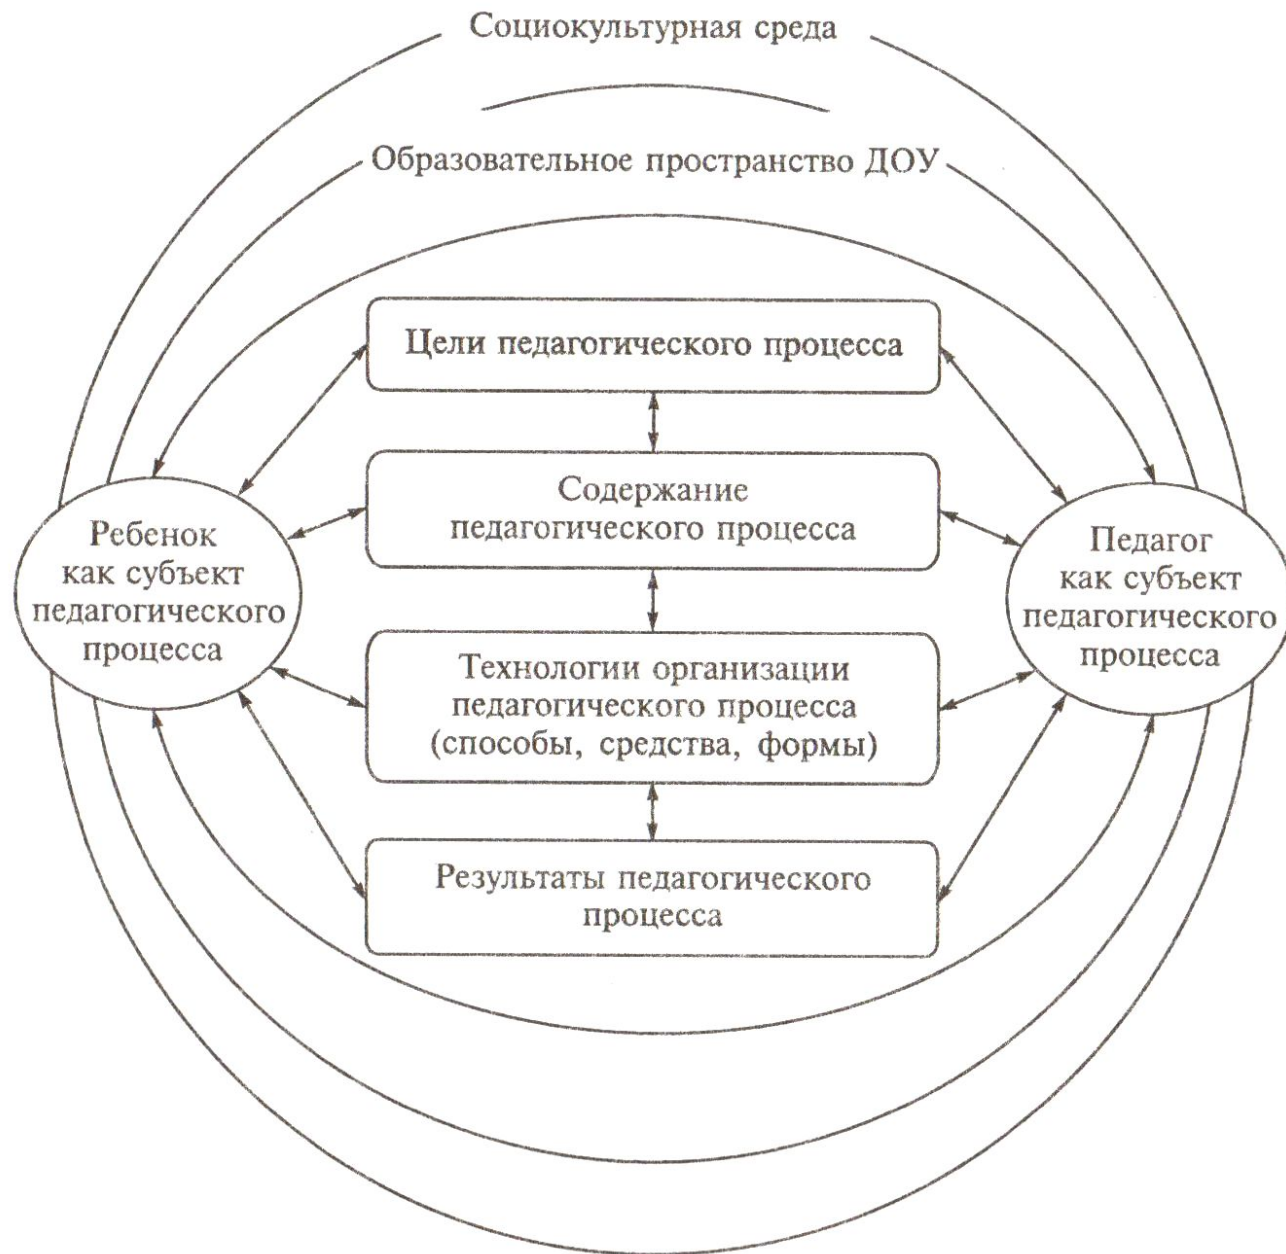 Социокультурная среда
Образовательное пространство ДОУ
Цели педагогического процесса
Содержание
педагогического процесса
Ребенок
как субъект
педагогического
процесса
Педагог
как субъект
педагогического
процесса
Технологии организации
педагогического процесса
(способы, средства, формы)
Результаты педагогического
процесса